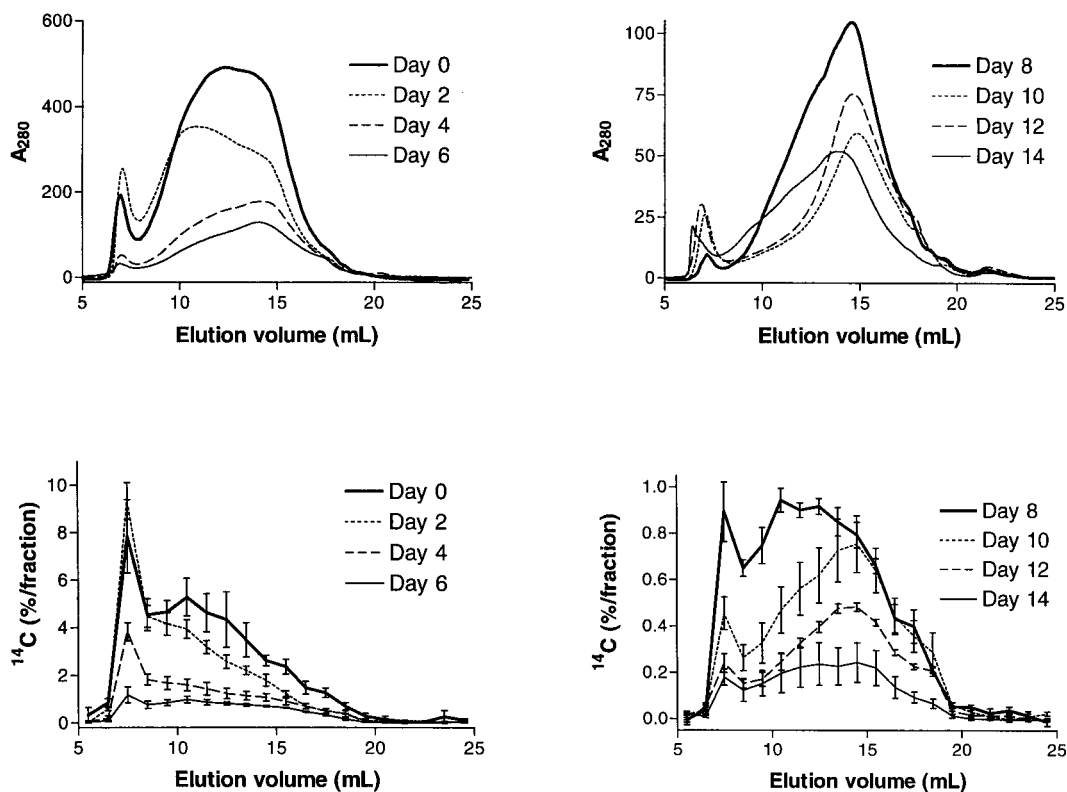 600
400
200
0
A280
5
10
15
20
25
Elution volume (mL)
Day 0
Day 2
Day 4
Day 6
100
75
50
25
0
A280
5
10
15
20
25
Elution volume (mL)
Day 8
Day 10
Day 12
Day 14
10
8
6
4
2
0
14C (%/fraction)
5
10
15
20
25
Elution volume (mL)
Day 0
Day 2
Day 4
Day 6
1.0
0.8
0.6
0.4
0.2
0.0
14C (%/fraction)
5
10
15
20
25
Elution volume (mL)
Day 8
Day 10
Day 12
Day 14